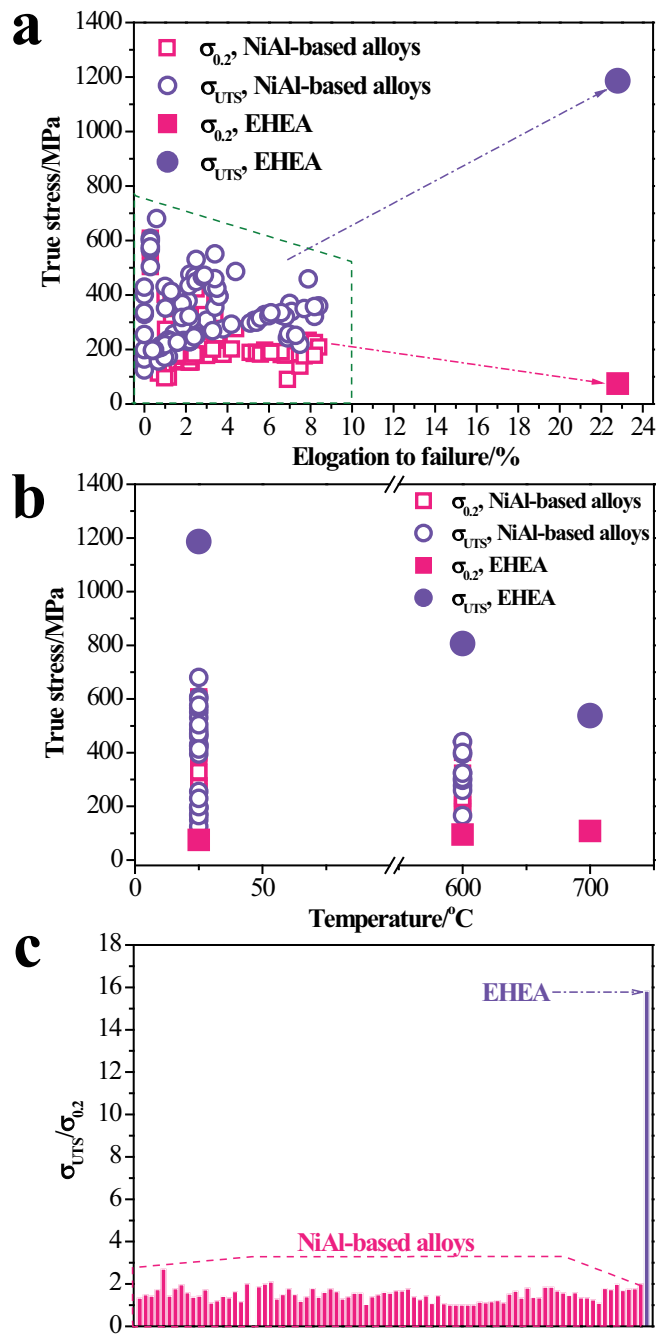 a
1400
1200
1000
800
600
400
200
0
True stress/MPa
σ0.2, NiAl-based alloys
σUTS, NiAl-based alloys
σ0.2, EHEA
σUTS, EHEA
0 2 4 6 8 10 12 14 16 18 20 22 24
Elogation to failure/%
b
1400
1200
1000
800
600
400
200
0
True stress/MPa
σ0.2, NiAl-based alloys
σUTS, NiAl-based alloys
σ0.2, EHEA
σUTS, EHEA
0 50 600 700
Temperature/°C
c
18
16
14
12
10
8
6
4
2
0
σUTS/σ0.2
EHEA
NiAl-based alloys